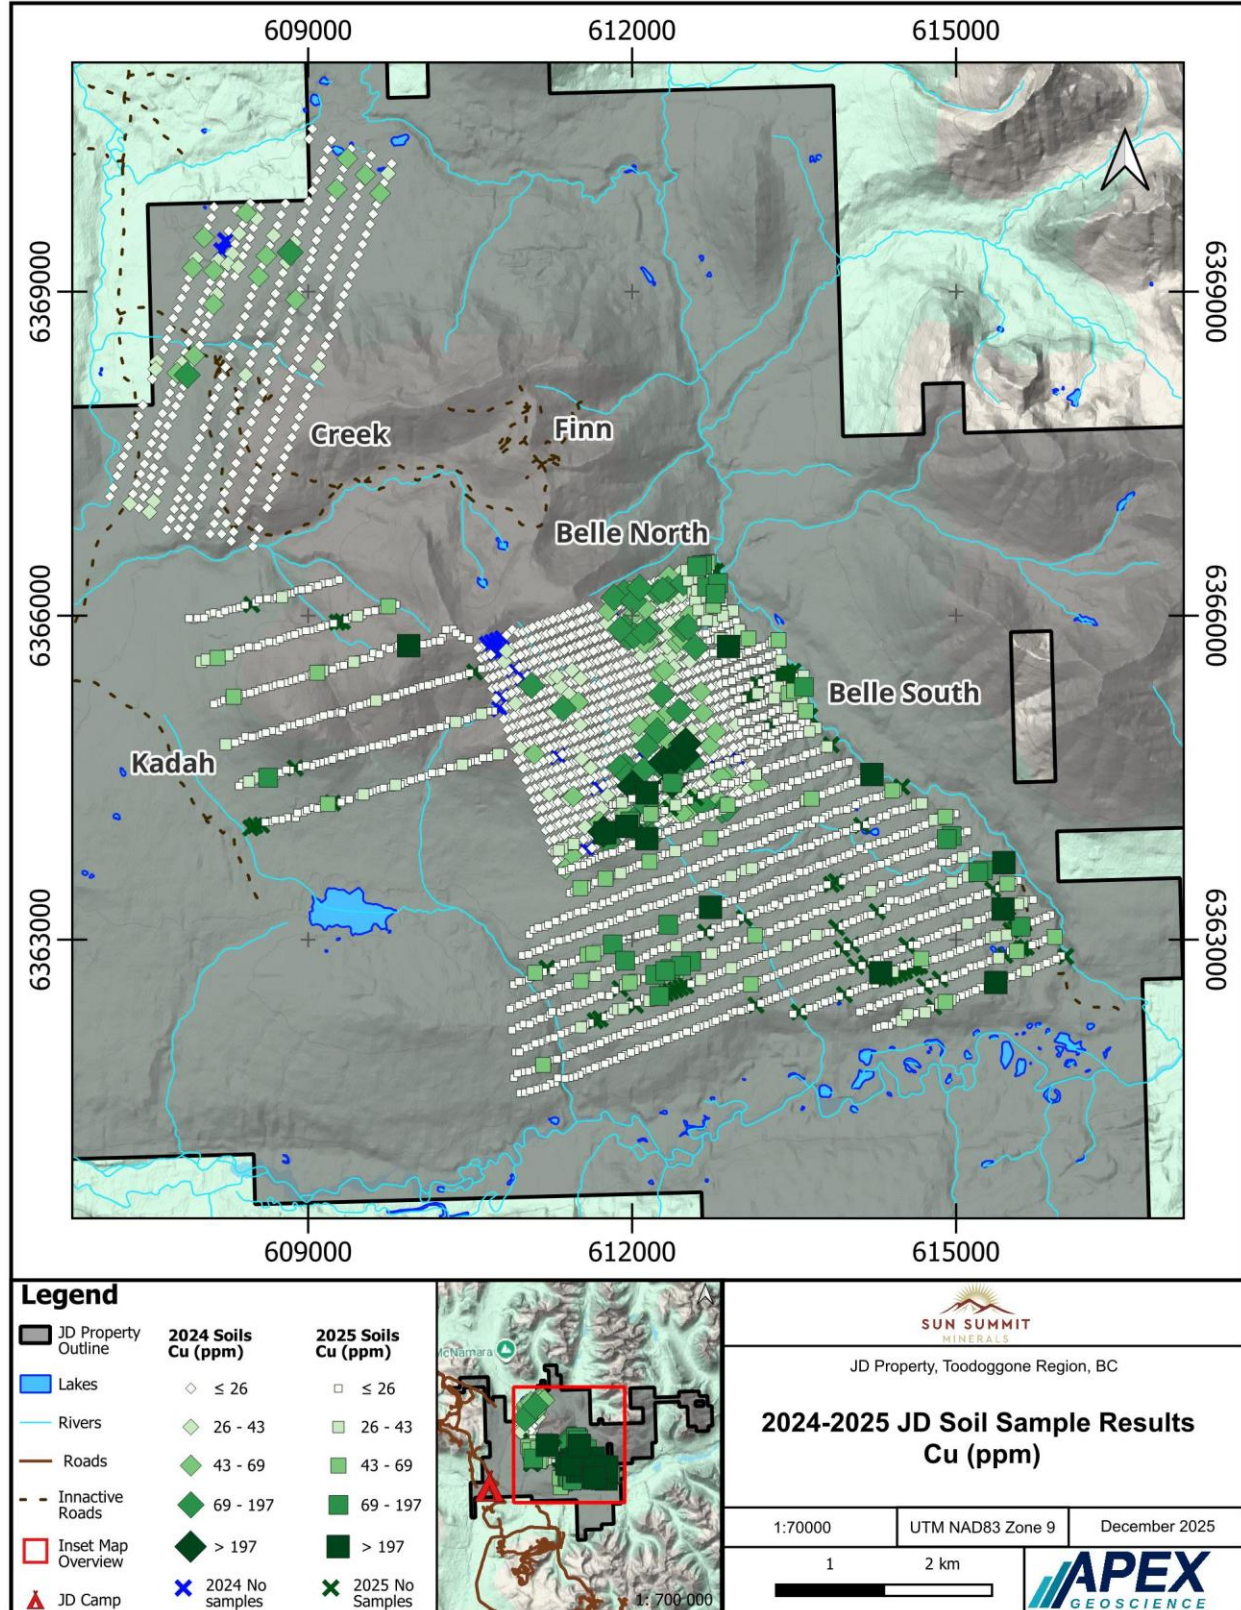 609000
612000
615000
6369000
6369000
Creek
Finn
Belle North
6366000
6366000
Belle South
Kadah
6363000
6363000
609000
612000
615000
Legend
JD Property
Outline
Lakes
Rivers
Roads
Innactive
Roads
Inset Map
Overview
JD Camp
2024 Soils
Cu (ppm)
≤ 26
26 - 43
43 - 69
69 - 197
> 197
2024 No
samples
2025 Soils
Cu (ppm)
≤ 26
26 - 43
43 - 69
69 - 197
> 197
2025 No
Samples
McNamara
1: 700 000
SUN SUMMIT
MINERALS
JD Property, Toodoggone Region, BC
2024-2025 JD Soil Sample Results
Cu (ppm)
1:70000
UTM NAD83 Zone 9
December 2025
1
2 km
APEX
GEOSCIENCE